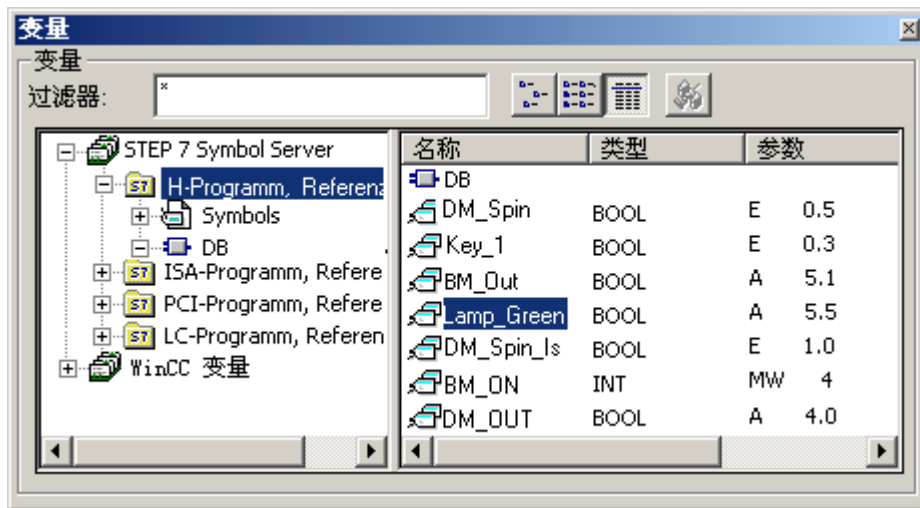 变量
变量
过滤器: *
STEP 7 Symbol Server
H-Programm, Referenz
Symbols
DB
ISA-Programm, Refere
PCI-Programm, Refere
LC-Programm, Referen
WinCC 变量
名称 类型 参数
DB
DM_Spin BOOL E 0.5
Key_1 BOOL E 0.3
BM_Out BOOL A 5.1
Lamp_Green BOOL A 5.5
DM_Spin_Is BOOL E 1.0
BM_ON INT MW 4
DM_OUT BOOL A 4.0